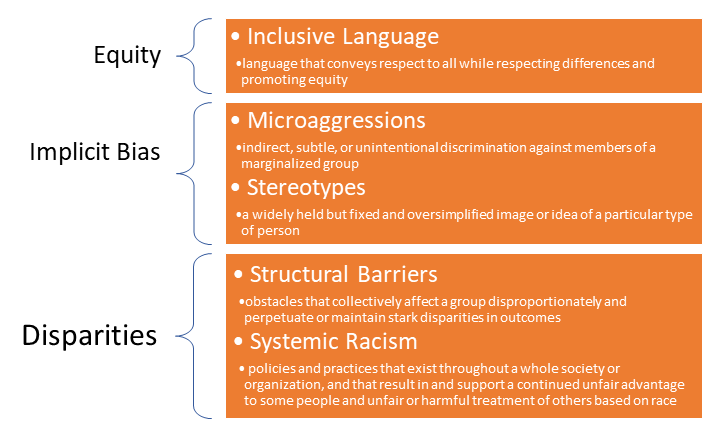 Equity
• Inclusive Language
•language that conveys respect to all while respecting differences and
promoting equity
Implicit Bias
• Microaggressions
•indirect, subtle, or unintentional discrimination against members of a
marginalized group
• Stereotypes
•a widely held but fixed and oversimplified image or idea of a particular type
of person
Disparities
• Structural Barriers
•obstacles that collectively affect a group disproportionately and
perpetuate or maintain stark disparities in outcomes
• Systemic Racism
• policies and practices that exist throughout a whole society or
organization, and that result in and support a continued unfair advantage
to some people and unfair or harmful treatment of others based on race